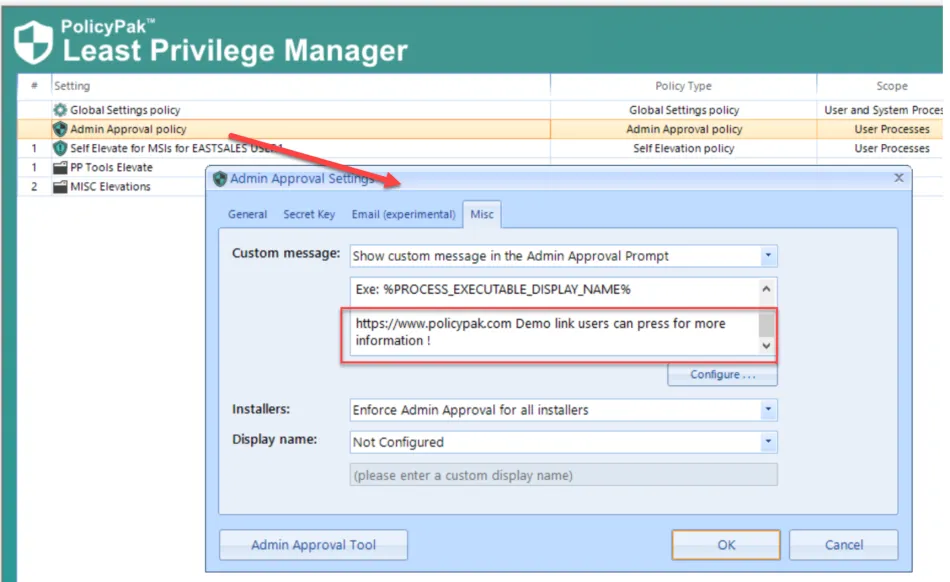 PolicyPak™
Least Privilege Manager
# Setting Policy Type Scope
Global Settings policy Global Settings policy User and System Proces
Admin Approval policy Admin Approval policy User Processes
1 Self Elevate for MSIs for EASTSALES USER1 Self Elevation policy User Processes
1 PP Tools Elevate
2 MISC Elevations
Admin Approval Settings
General Secret Key Email (experimental) Misc
Custom message: Show custom message in the Admin Approval Prompt
Exe: %PROCESS_EXECUTABLE_DISPLAY_NAME%
https://www.policypak.com Demo link users can press for more
information !
Configure . . .
Installers: Enforce Admin Approval for all installers
Display name: Not Configured
(please enter a custom display name)
Admin Approval Tool OK Cancel